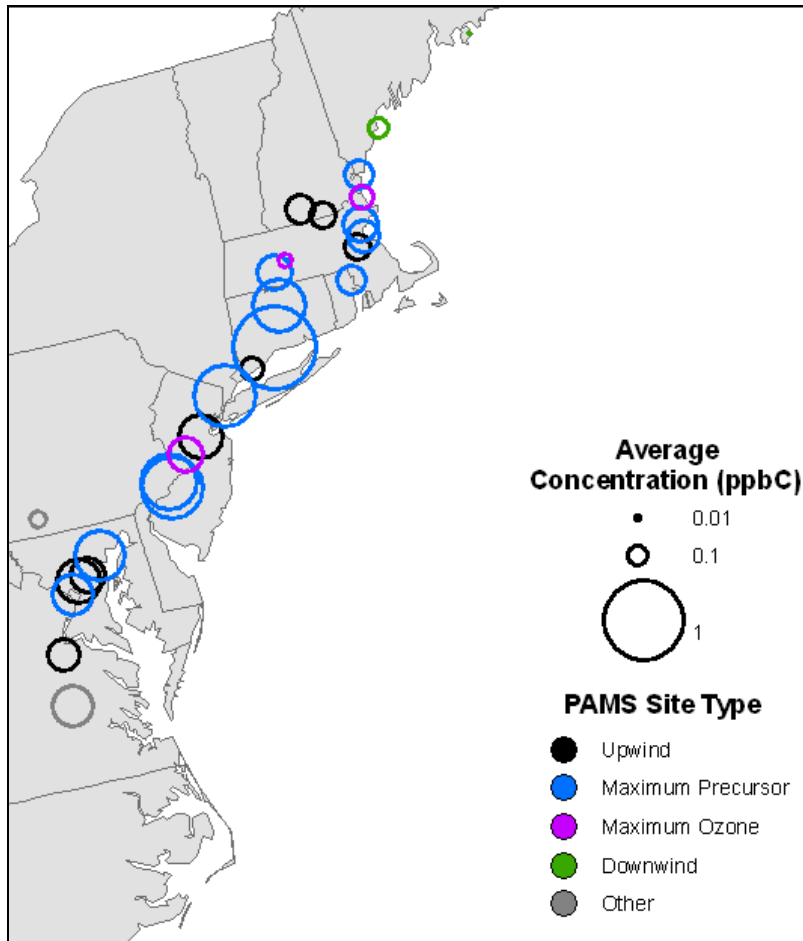 Average
Concentration (ppbC)
0.01
0.1
1
PAMS Site Type
Upwind
Maximum Precursor
Maximum Ozone
Downwind
Other